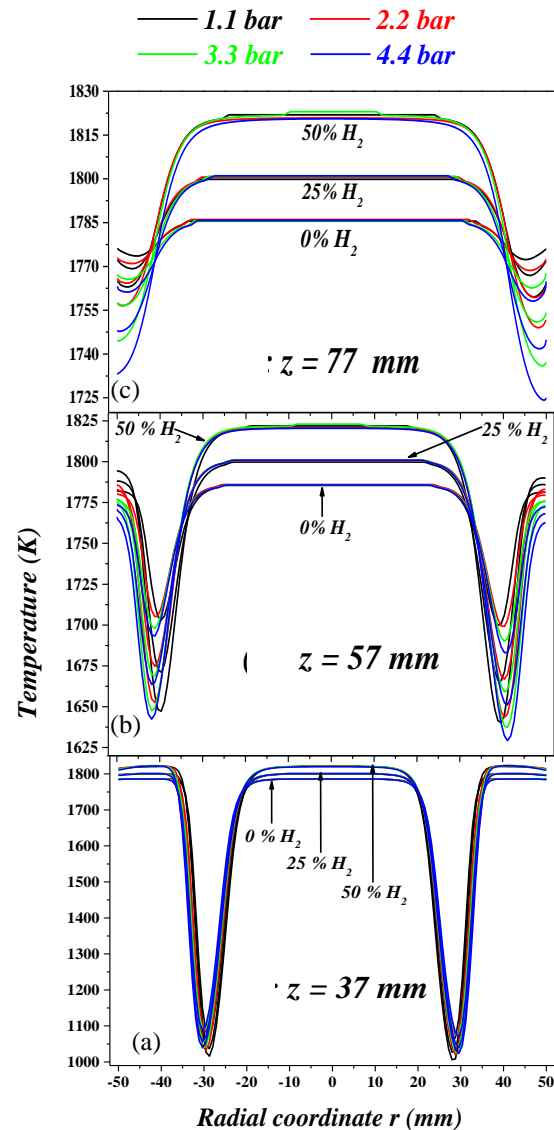 1.1 bar 2.2 bar
3.3 bar 4.4 bar
1830
1815
1800
1785
1770
1755
1740
1725
50% H2
25% H2
0% H2
(c) : z = 77 mm
1825
1800
1775
1750
1725
1700
1675
1650
1625
50 % H2
25 % H2
0% H2
(b) ( z = 57 mm
1800
1700
1600
1500
1400
1300
1200
1100
1000
0 % H2
25 % H2
50 % H2
z = 37 mm
(a)
-50 -40 -30 -20 -10 0 10 20 30 40 50
Radial coordinate r (mm)
Temperature (K)